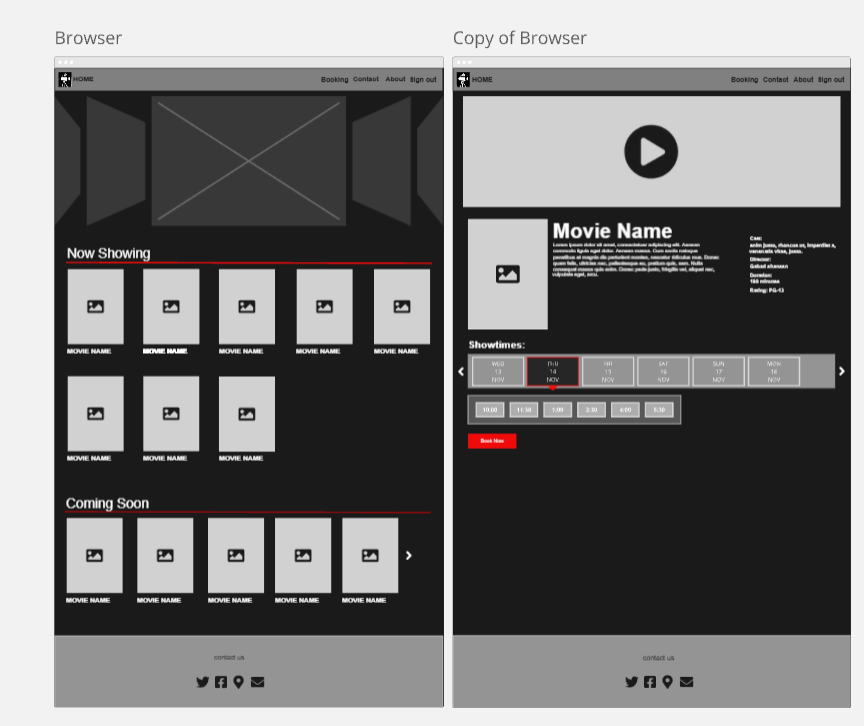 Browser
HOME
Booking Contact About Sign out
Now Showing
MOVIE NAME MOVIE NAME MOVIE NAME MOVIE NAME MOVIE NAME
MOVIE NAME MOVIE NAME MOVIE NAME
Coming Soon
MOVIE NAME MOVIE NAME MOVIE NAME MOVIE NAME MOVIE NAME
contact us
Copy of Browser
HOME
Booking Contact About Sign out
Movie Name
Lorem ipsum dolor sit amet, consectetuer adipiscing elit. Aenean
commodo ligula eget dolor. Aenean massa. Cum sociis natoque
penatibus et magnis dis parturient montes, nascetur ridiculus mus. Donec
quam felis, ultricies nec, pellentesque eu, pretium quis, sem. Nulla
consequat massa quis enim. Donec pede justo, fringilla vel, aliquet nec,
vulputate eget, arcu.
Cast:
enim justo, rhoncus ut, imperdiet a,
venenatis vitae, justo.
Director:
Duration:
minutes
Rating: PG-13
Showtimes:
WED THU FRI SAT SUN MON
13 14 15 16 17 18
NOV NOV NOV NOV NOV NOV
10:00 11:30 1:00 2:30 4:00 5:30
Book Now
contact us